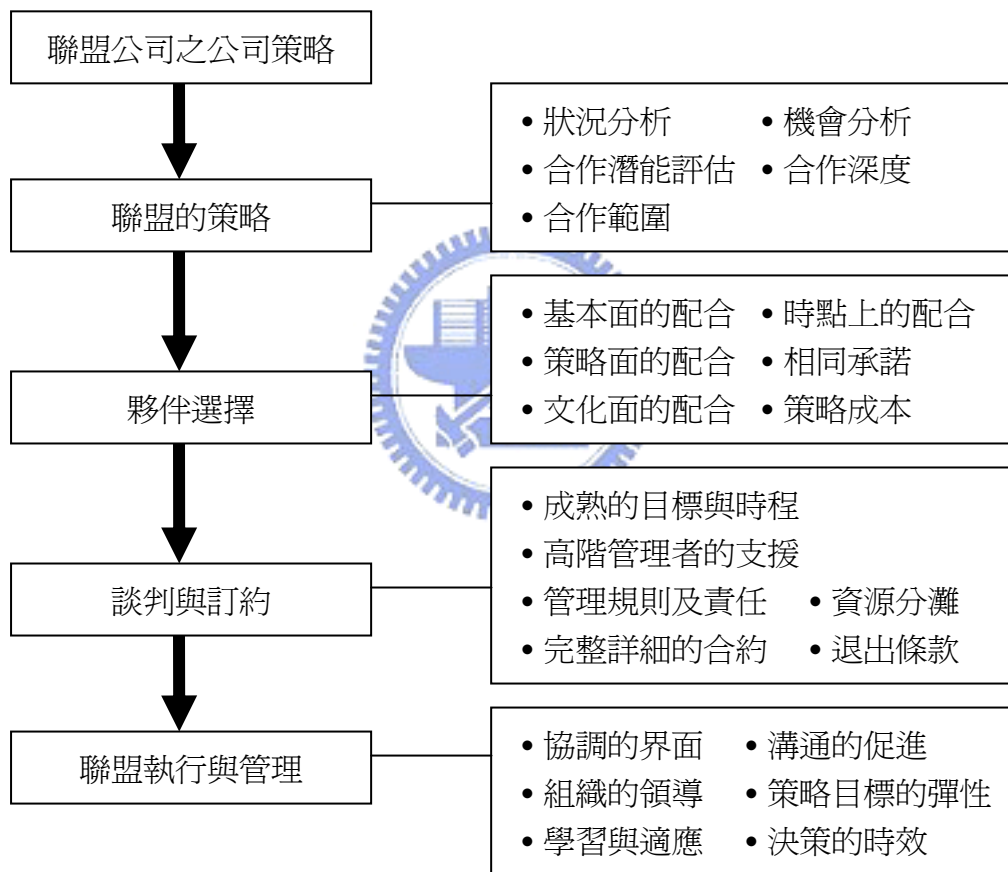 聯盟公司之公司策略
聯盟的策略
• 狀況分析 • 機會分析
• 合作潛能評估 • 合作深度
• 合作範圍
夥伴選擇
• 基本面的配合 • 時點上的配合
• 策略面的配合 • 相同承諾
• 文化面的配合 • 策略成本
談判與訂約
• 成熟的目標與時程
• 高階管理者的支援
• 管理規則及責任 • 資源分灘
• 完整詳細的合約 • 退出條款
聯盟執行與管理
• 協調的界面 • 溝通的促進
• 組織的領導 • 策略目標的彈性
• 學習與適應 • 決策的時效